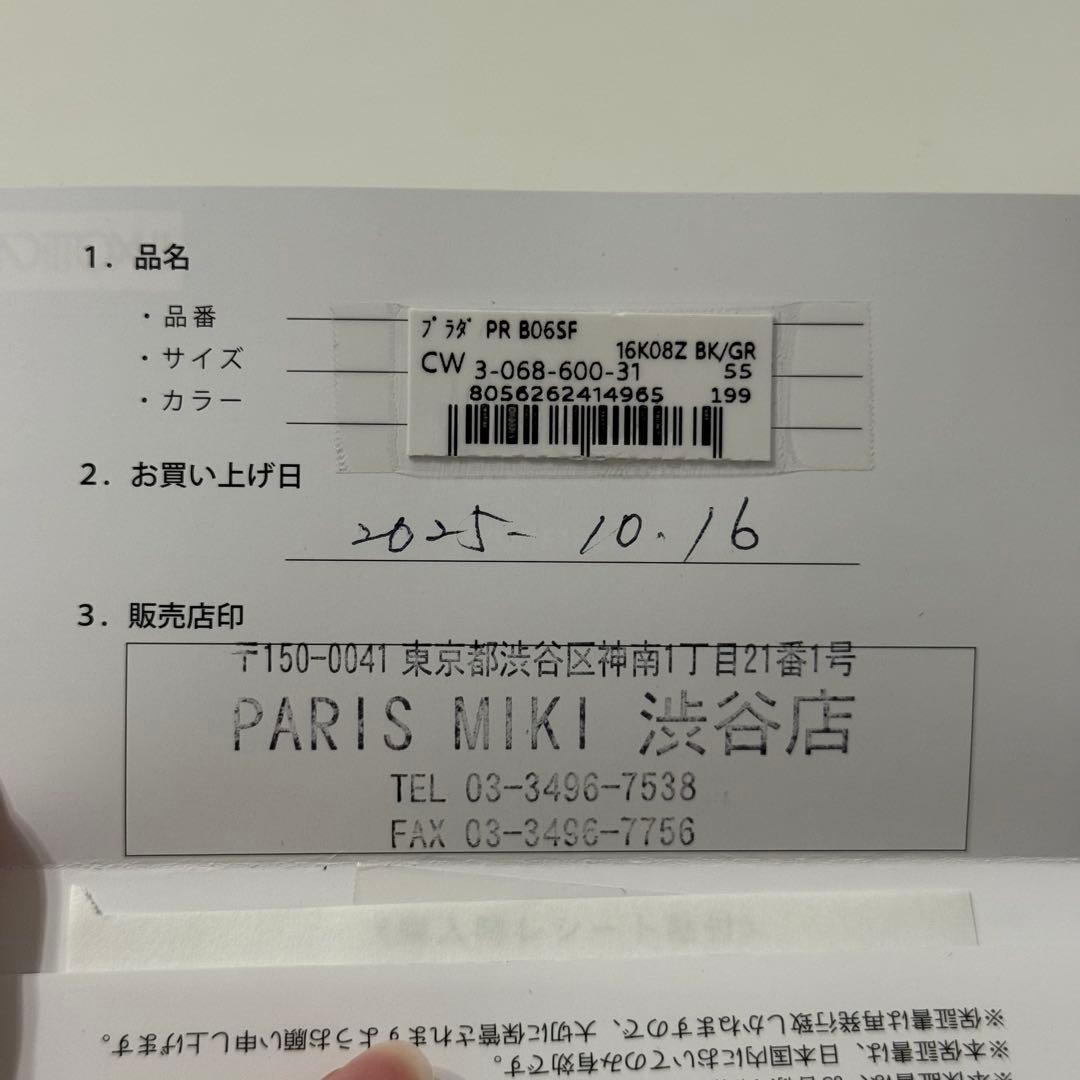 1. 品名
・品番
・サイズ
・カラー
プラダ PR B06SF
16K08Z BK/GR
CW 3-068-600-31 55
8056262414965 199
2. お買い上げ日
2025- 10.16
3. 販売店印
〒150-0041 東京都渋谷区神南1丁目21番1号
PARIS MIKI 渋谷店
TEL 03-3496-7538
FAX 03-3496-7756
※保証書は再発行致しかねますので、大切に保管されますようお願い申し上げます。
※本保証書は、日本国内においてのみ有効です。